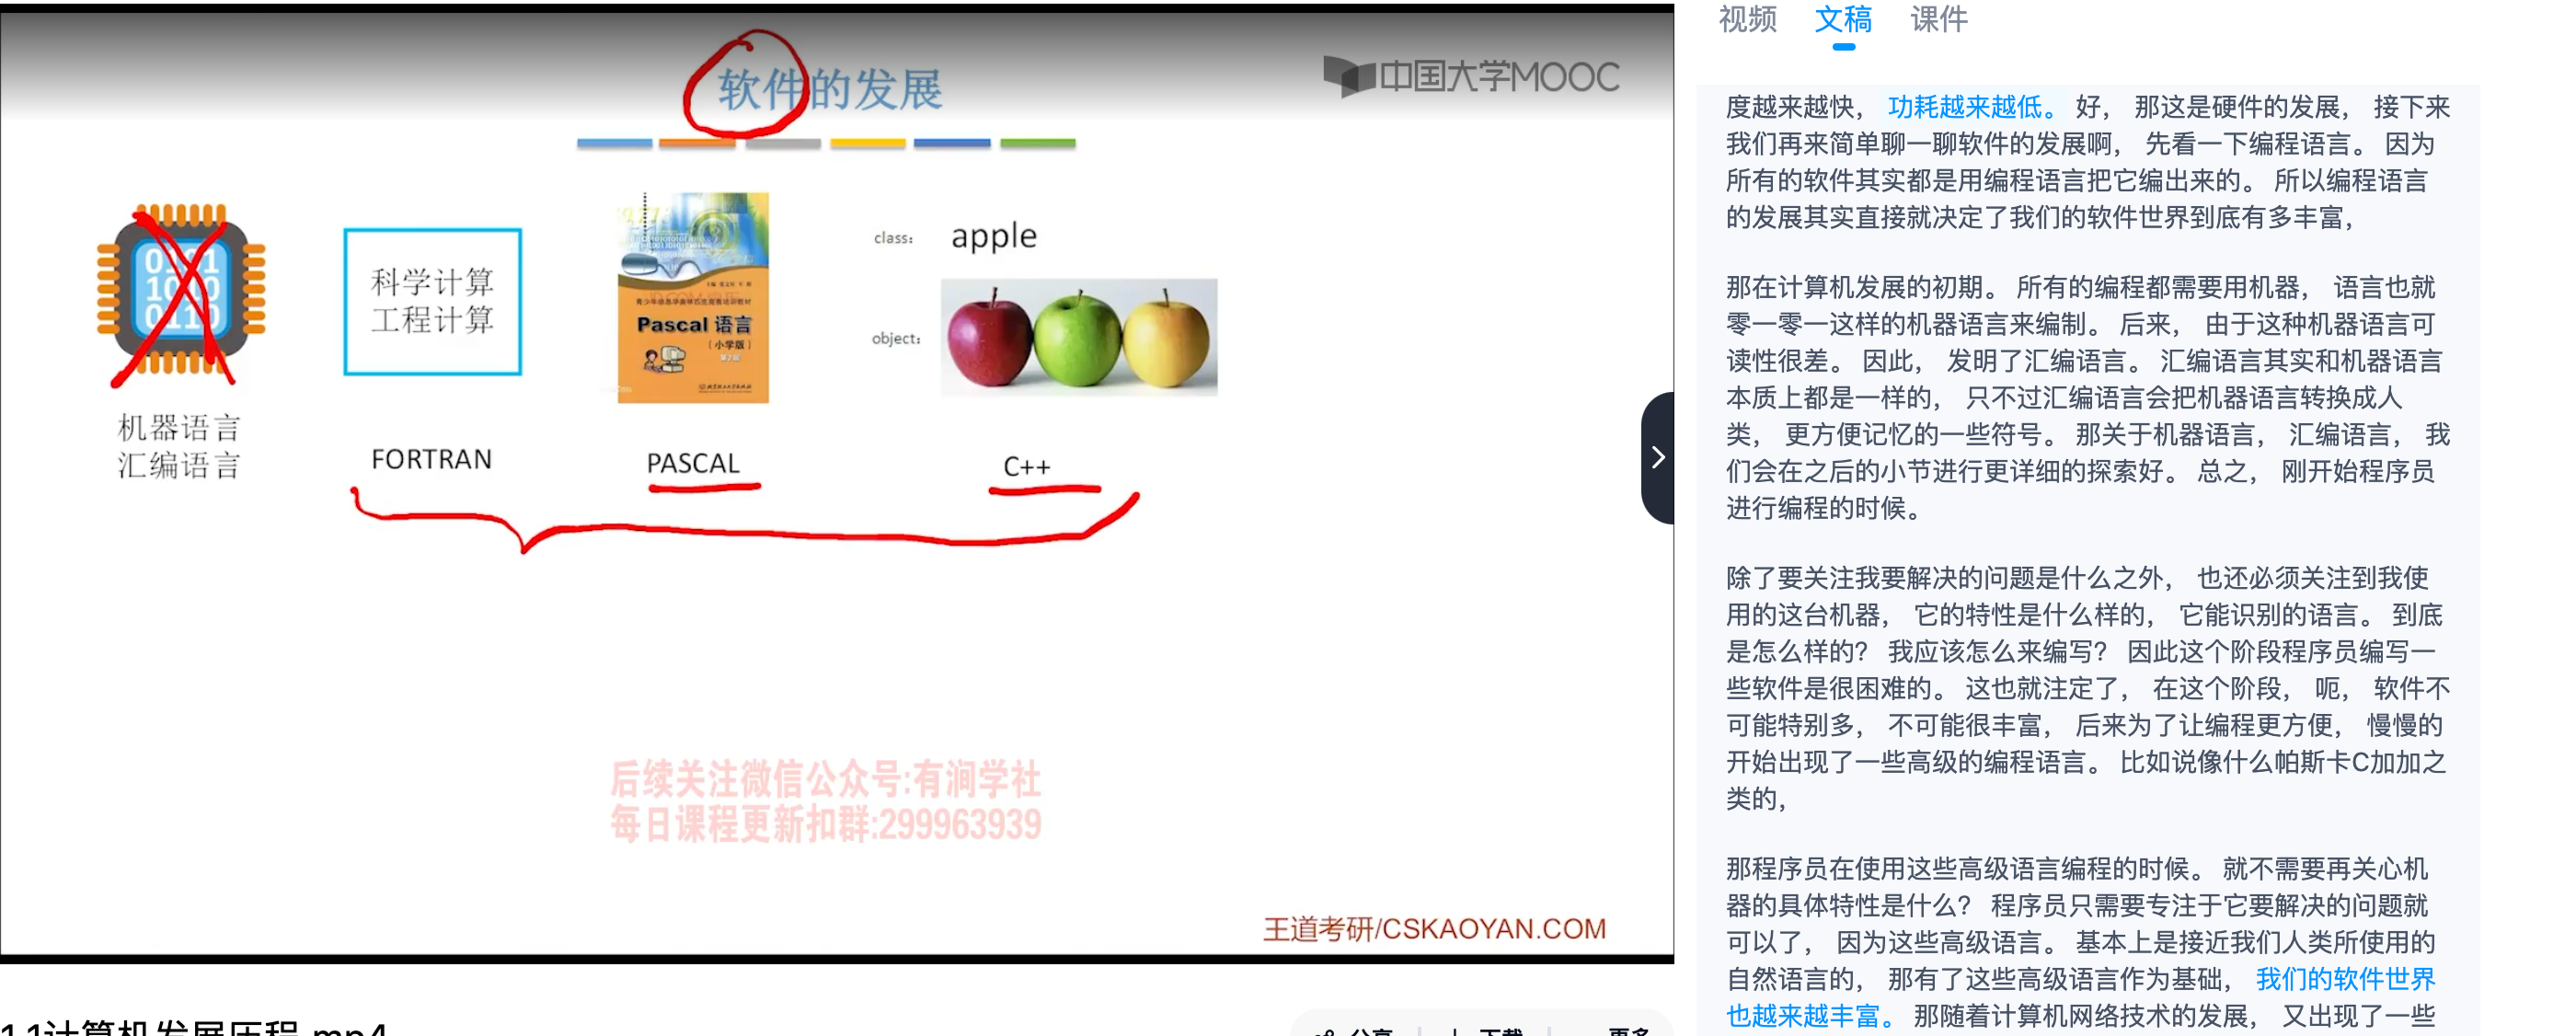 软件的发展
中国大学MOOC
0101
1010
0110
机器语言
汇编语言
科学计算
工程计算
FORTRAN
Pascal 语言
(小学版)
PASCAL
class:
apple
object:
C++
后续关注微信公众号:有涧学社
每日课程更新扣群:299963939
王道考研/CSKAOYAN.COM
视频 文稿 课件
度越来越快， 功耗越来越低。 好， 那这是硬件的发展， 接下来
我们再来简单聊一聊软件的发展啊， 先看一下编程语言。 因为
所有的软件其实都是用编程语言把它编出来的。 所以编程语言
的发展其实直接就决定了我们的软件世界到底有多丰富，
那在计算机发展的初期。 所有的编程都需要用机器， 语言也就
零一零一这样的机器语言来编制。 后来， 由于这种机器语言可
读性很差。 因此， 发明了汇编语言。 汇编语言其实和机器语言
本质上都是一样的， 只不过汇编语言会把机器语言转换成人
类， 更方便记忆的一些符号。 那关于机器语言， 汇编语言， 我
们会在之后的小节进行更详细的探索好。 总之， 刚开始程序员
进行编程的时候。
除了要关注我要解决的问题是什么之外， 也还必须关注到我使
用的这台机器， 它的特性是什么样的， 它能识别的语言。 到底
是怎么样的? 我应该怎么来编写? 因此这个阶段程序员编写一
些软件是很困难的。 这也就注定了， 在这个阶段， 呃， 软件不
可能特别多， 不可能很丰富， 后来为了让编程更方便， 慢慢的
开始出现了一些高级的编程语言。 比如说像什么帕斯卡C加加之
类的，
那程序员在使用这些高级语言编程的时候。 就不需要再关心机
器的具体特性是什么? 程序员只需要专注于它要解决的问题就
可以了， 因为这些高级语言。 基本上是接近我们人类所使用的
自然语言的， 那有了这些高级语言作为基础， 我们的软件世界
也越来越丰富。 那随着计算机网络技术的发展， 又出现了一些
1.1计算机发展历程.mp4
分享 下载 更多